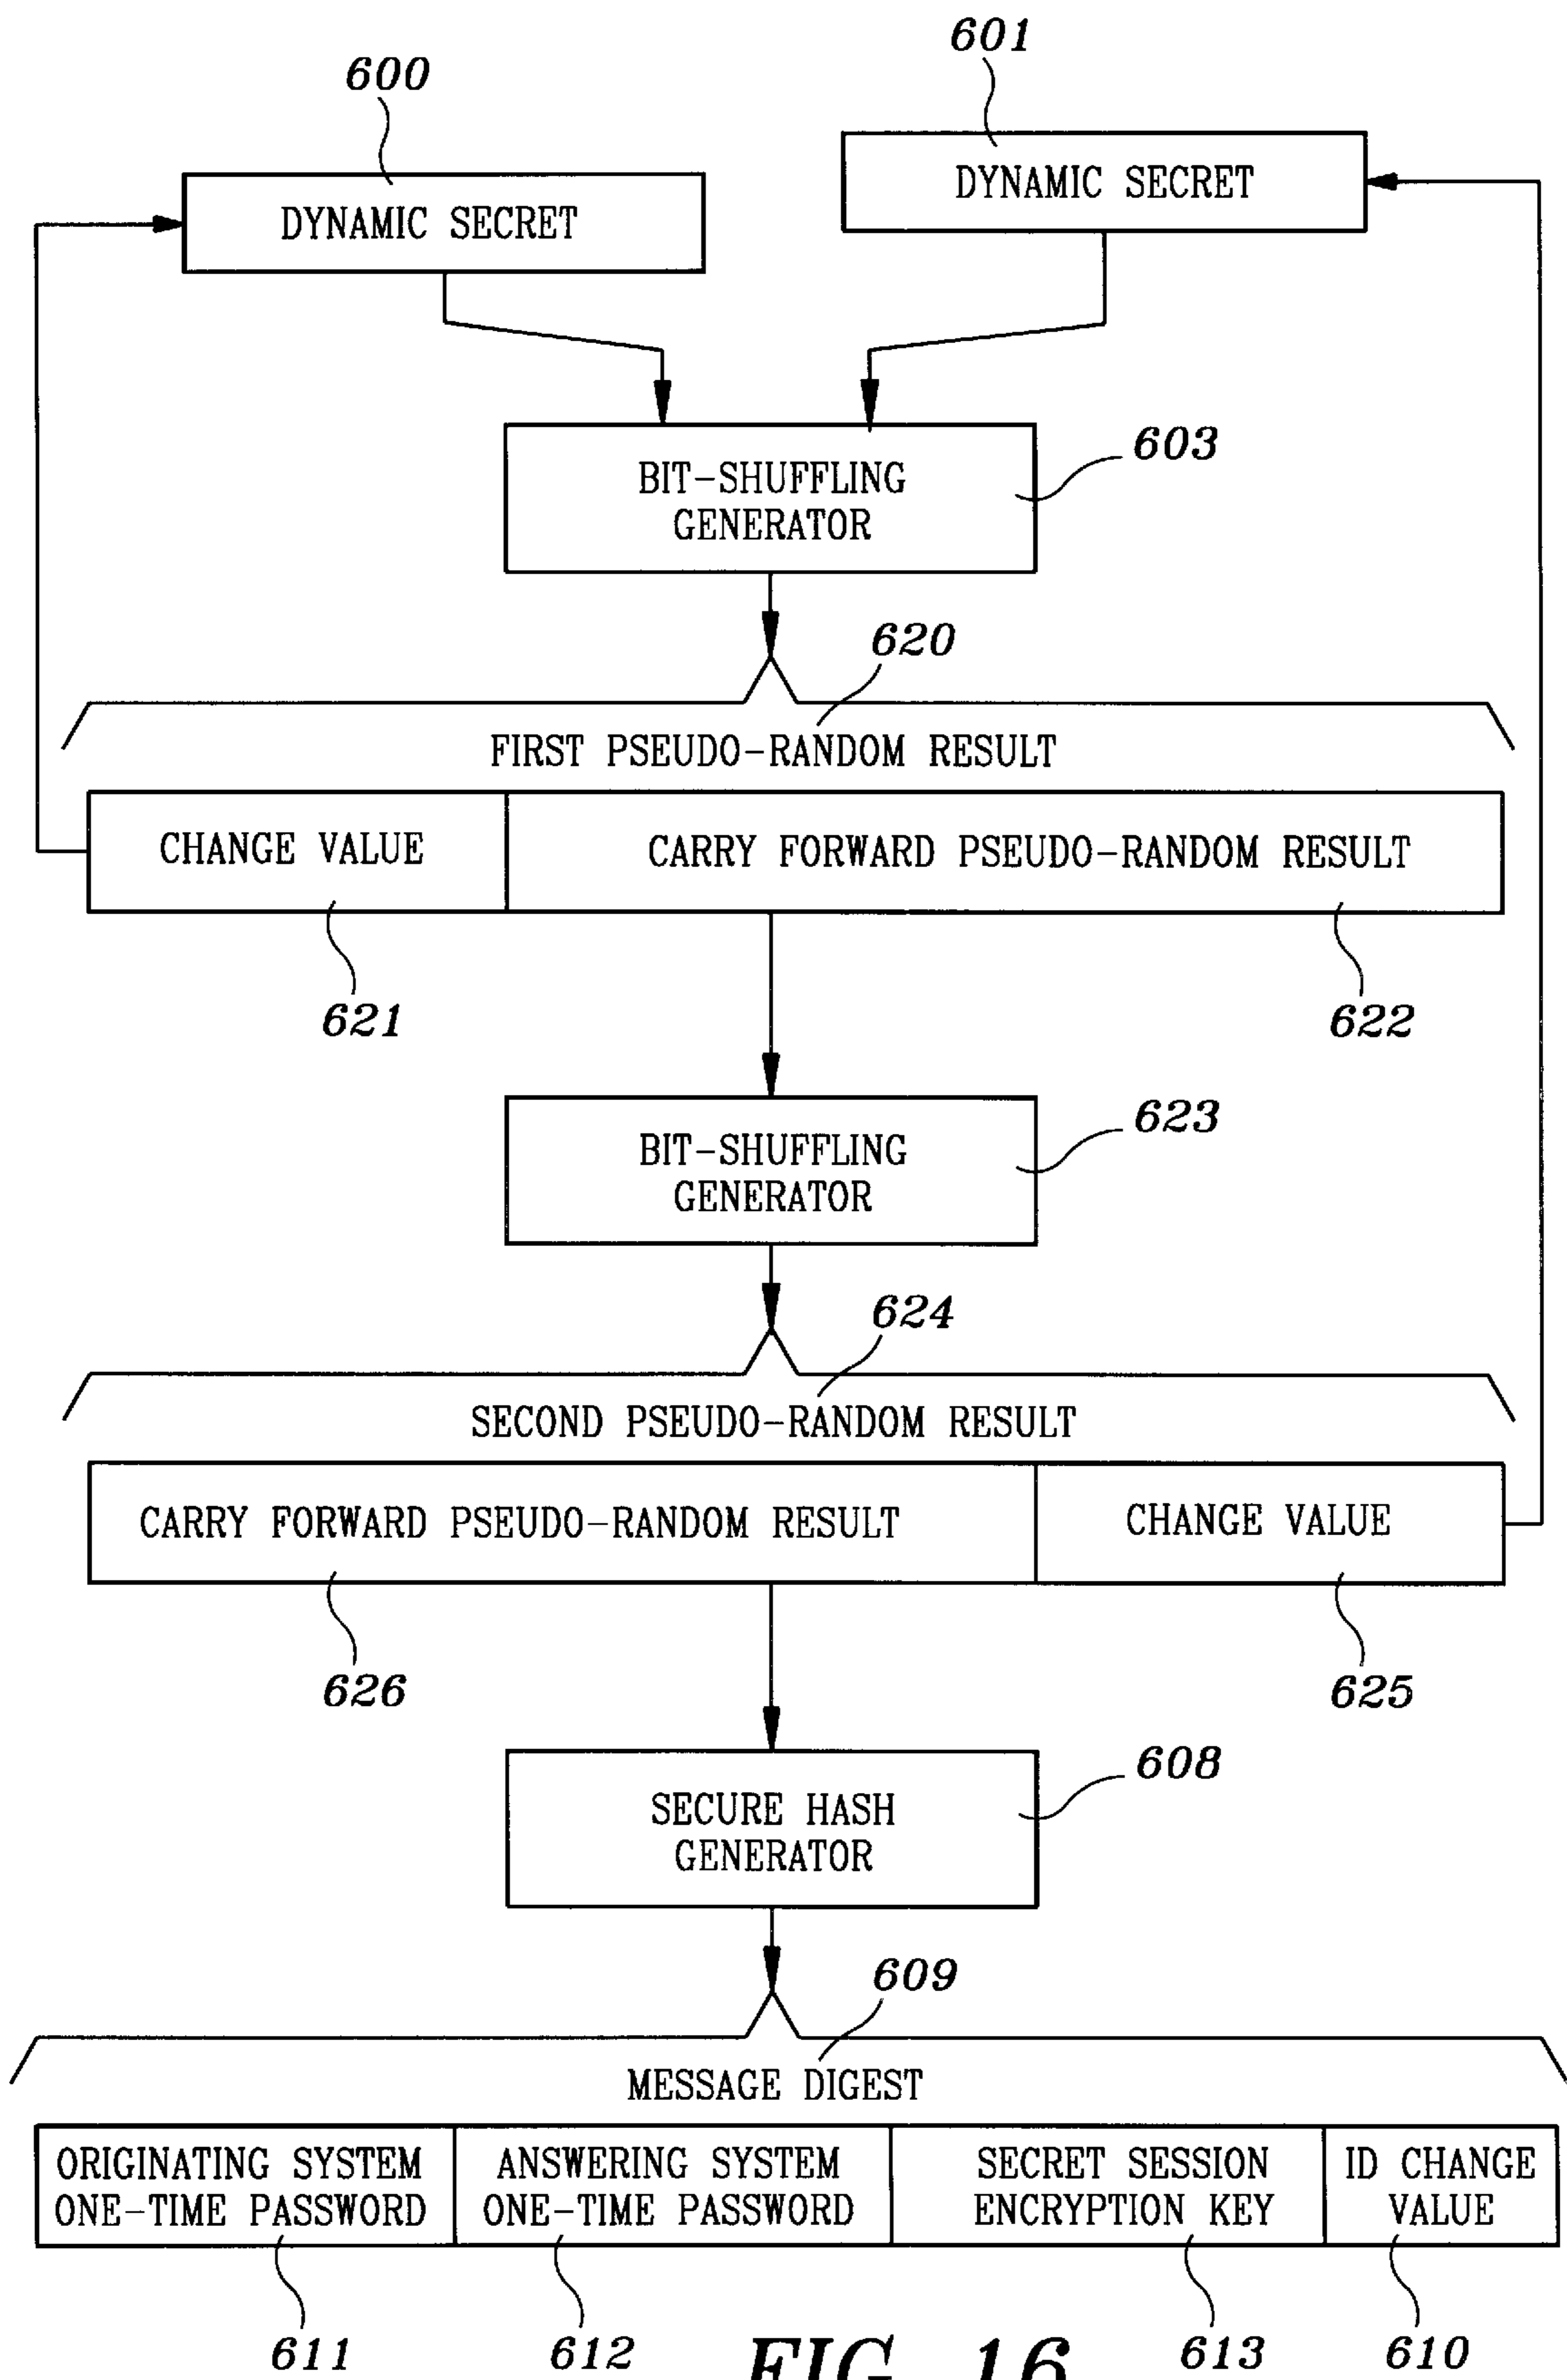 601
600
DYNAMIC SECRET
DYNAMIC SECRET
603
BIT-SHUFFLING
GENERATOR
620
FIRST PSEUDO-RANDOM RESULT
CHANGE VALUE
CARRY FORWARD PSEUDO-RANDOM RESULT
621
622
623
BIT-SHUFFLING
GENERATOR
624
SECOND PSEUDO-RANDOM RESULT
CARRY FORWARD PSEUDO-RANDOM RESULT
CHANGE VALUE
626
625
608
SECURE HASH
GENERATOR
609
MESSAGE DIGEST
ORIGINATING SYSTEM
ONE-TIME PASSWORD
ANSWERING SYSTEM
ONE-TIME PASSWORD
SECRET SESSION
ENCRYPTION KEY
ID CHANGE
VALUE
611
612
613
610
FIG. 16